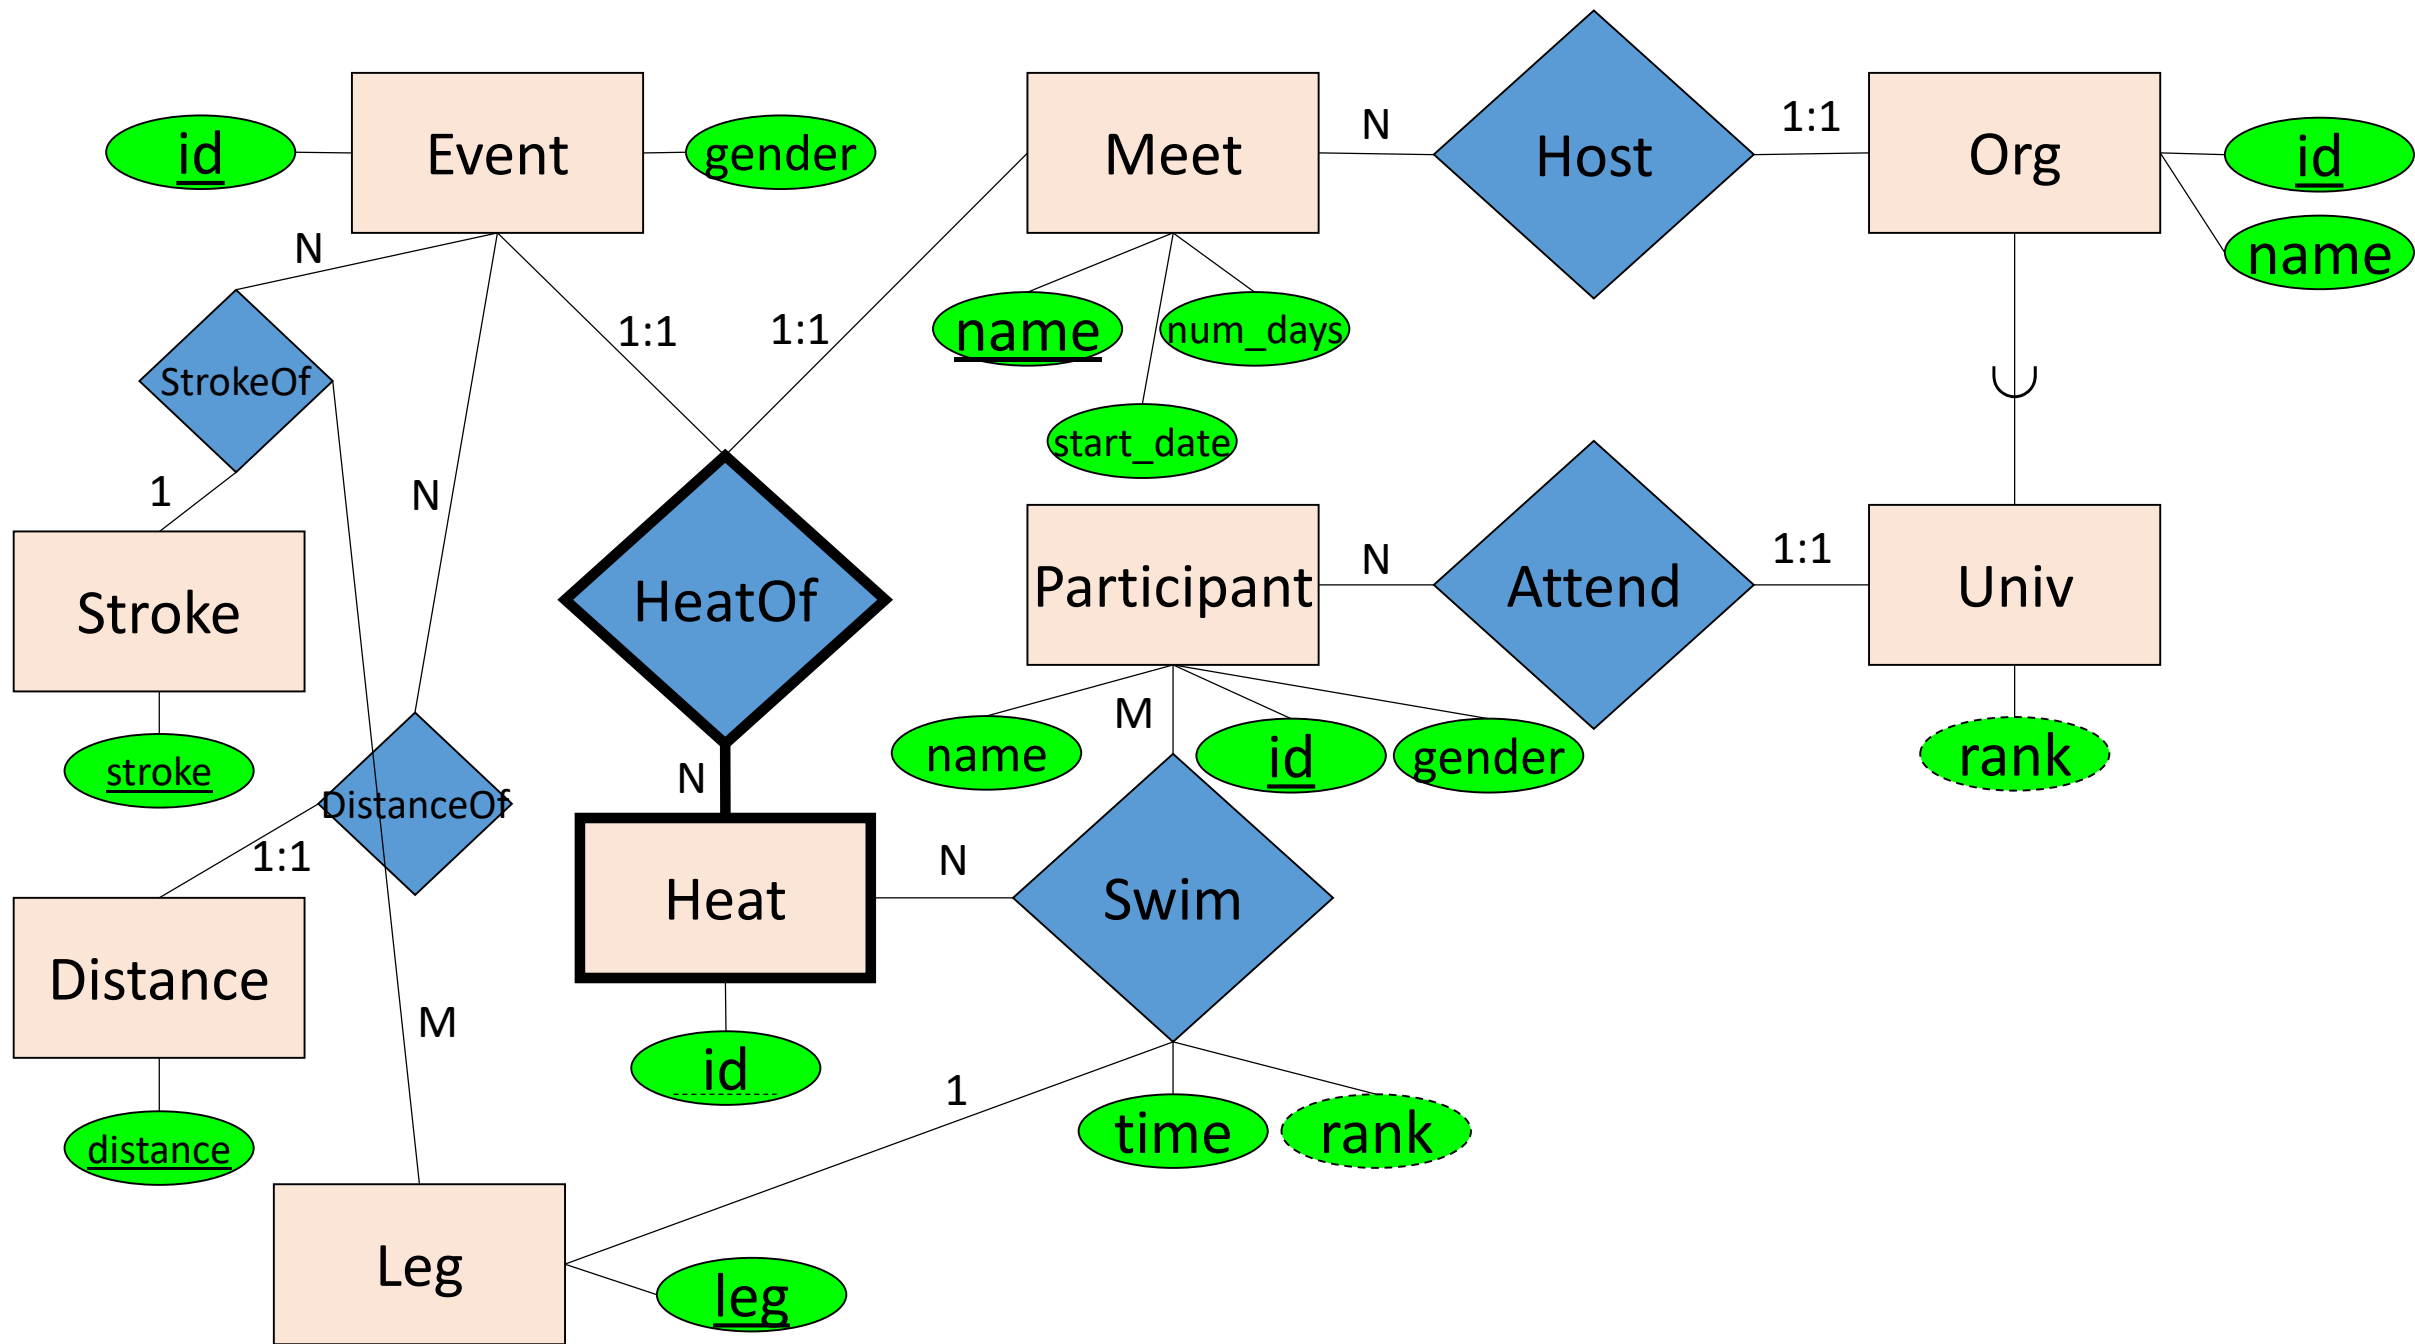 id
Event
gender
Meet
N
Host
1:1
Org
id
name
N
1:1
1:1
name
num_days
start_date
StrokeOf
1
N
Stroke
stroke
HeatOf
Participant
N
Attend
1:1
Univ
name
M
id
gender
rank
N
DistanceOf
1:1
Heat
N
Swim
Distance
M
id
1
time
rank
distance
Leg
leg